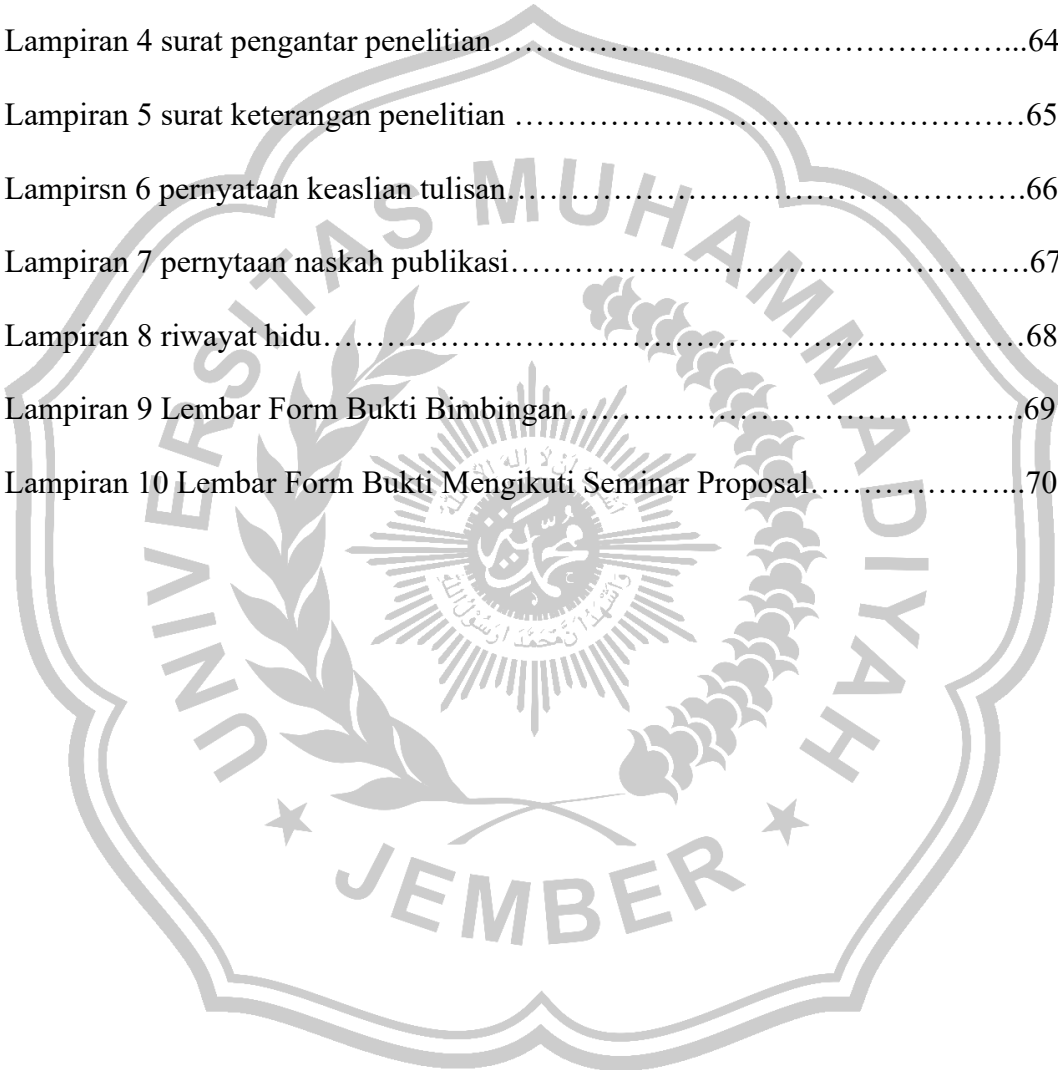 Lampiran 4 surat pengantar penelitian…………………………………………...64
Lampiran 5 surat keterangan penelitian …………………………………………65
Lampirsn 6 pernyataan keaslian tulisan………………………………………….66
Lampiran 7 pernytaan naskah publikasi………………………………………….67
Lampiran 8 riwayat hidu…………………………………………………………68
Lampiran 9 Lembar Form Bukti Bimbingan…………………………………….69
Lampiran 10 Lembar Form Bukti Mengikuti Seminar Proposal………………...70
UNIVERSITAS MUHAMMADIYAH
JEMBER